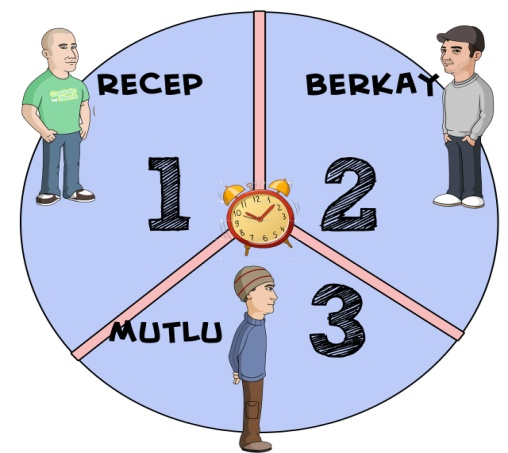 RECEP
BERKAY
1
2
MUTLU
3